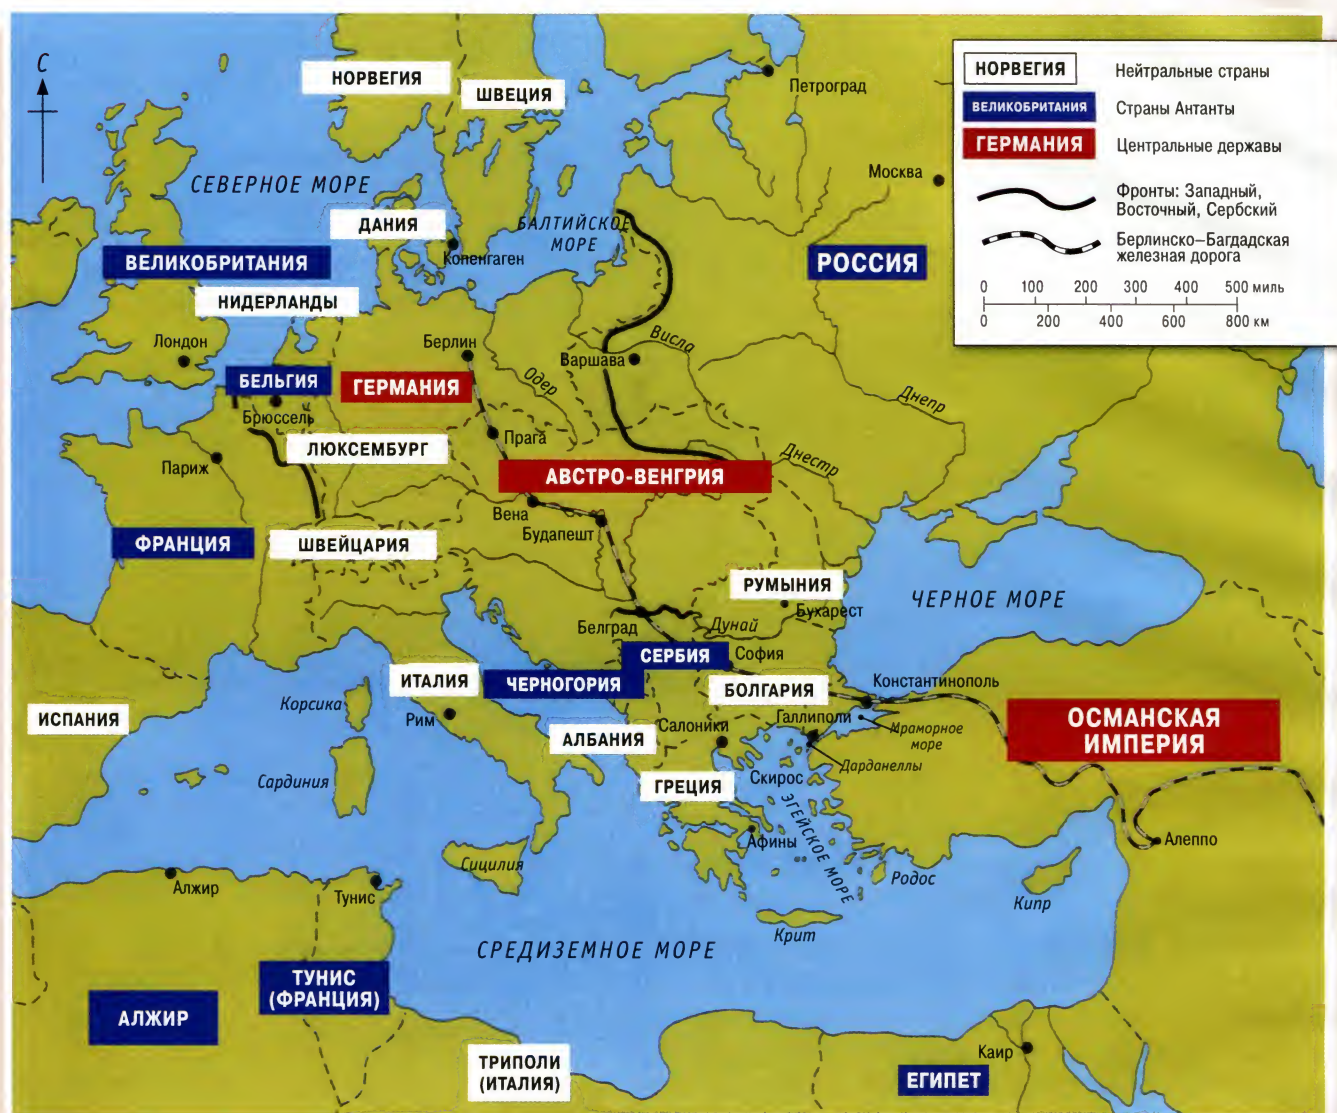 С
НОРВЕГИЯ
ШВЕЦИЯ
Петроград
Москва
СЕВЕРНОЕ МОРЕ
ДАНИЯ
БАЛТИЙСКОЕ
МОРЕ
Копенгаген
ВЕЛИКОБРИТАНИЯ
РОССИЯ
НИДЕРЛАНДЫ
Лондон
Берлин
Варшава
Висла
БЕЛЬГИЯ
ГЕРМАНИЯ
Одер
Днепр
Брюссель
Прага
ЛЮКСЕМБУРГ
Париж
АВСТРО-ВЕНГРИЯ
Днестр
Вена
Будапешт
ФРАНЦИЯ
ШВЕЙЦАРИЯ
РУМЫНИЯ
Бухарест
ЧЕРНОЕ МОРЕ
Белград
Дунай
СЕРБИЯ
София
ИТАЛИЯ
ЧЕРНОГОРИЯ
БОЛГАРИЯ
Константинополь
Корсика
Рим
ИСПАНИЯ
АЛБАНИЯ
Салоники
Галлиполи
Мраморное
море
ОСМАНСКАЯ
ИМПЕРИЯ
Дарданеллы
Сардиния
ГРЕЦИЯ
Скирос
ЭГЕЙСКОЕ МОРЕ
Афины
Алеппо
Сицилия
Алжир
Тунис
Родос
Кипр
Крит
СРЕДИЗЕМНОЕ МОРЕ
ТУНИС
(ФРАНЦИЯ)
АЛЖИР
ТРИПОЛИ
(ИТАЛИЯ)
Каир
ЕГИПЕТ
НОРВЕГИЯ Нейтральные страны
ВЕЛИКОБРИТАНИЯ Страны Антанты
ГЕРМАНИЯ Центральные державы
Фронты: Западный,
Восточный, Сербский
Берлинско–Багдадская
железная дорога
0 100 200 300 400 500 миль
0 200 400 600 800 км